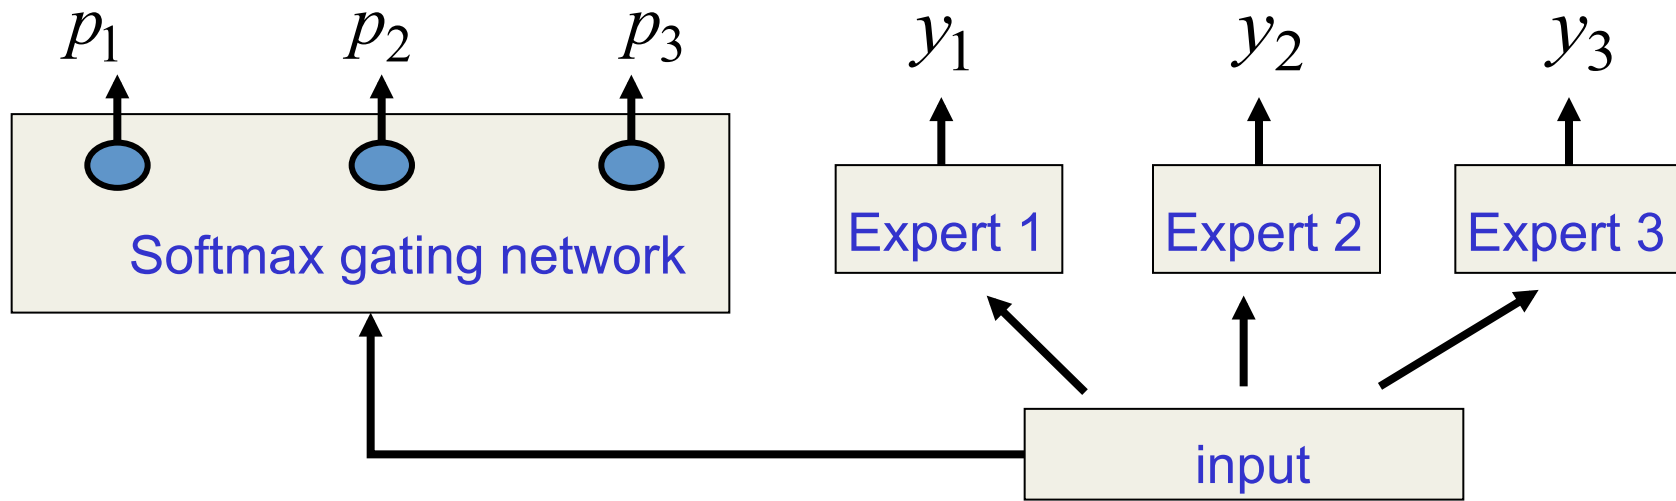 p₁ p₂ p₃ y₁ y₂ y₃
Softmax gating network Expert 1 Expert 2 Expert 3
input